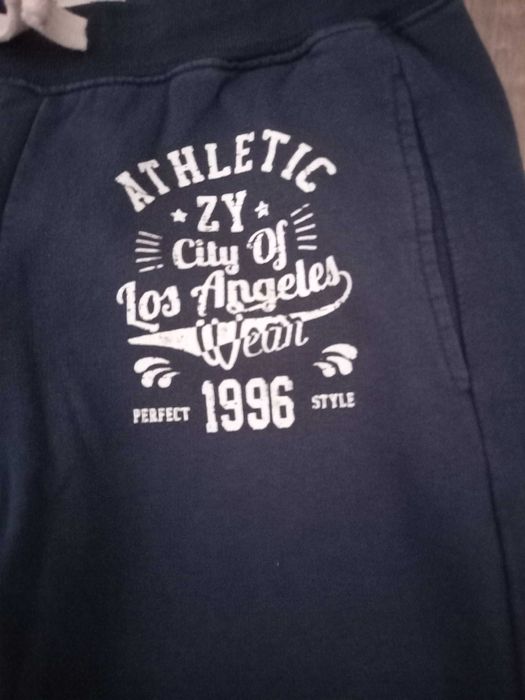 ATHLETIC
ZY
City Of
Los Angeles
Wear
PERFECT 1996 STYLE